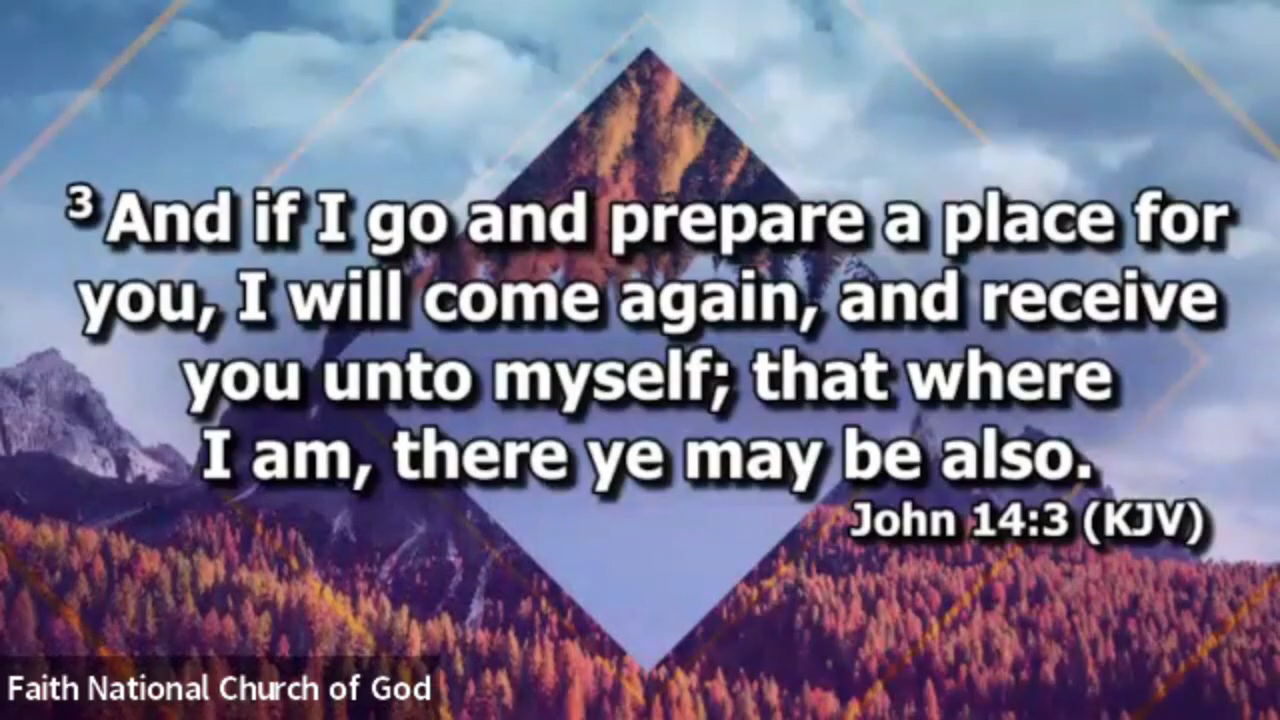 3 And if I go and prepare a place for
you, I will come again, and receive
you unto myself; that where
I am, there ye may be also.
John 14:3 (KJV)
Faith National Church of God